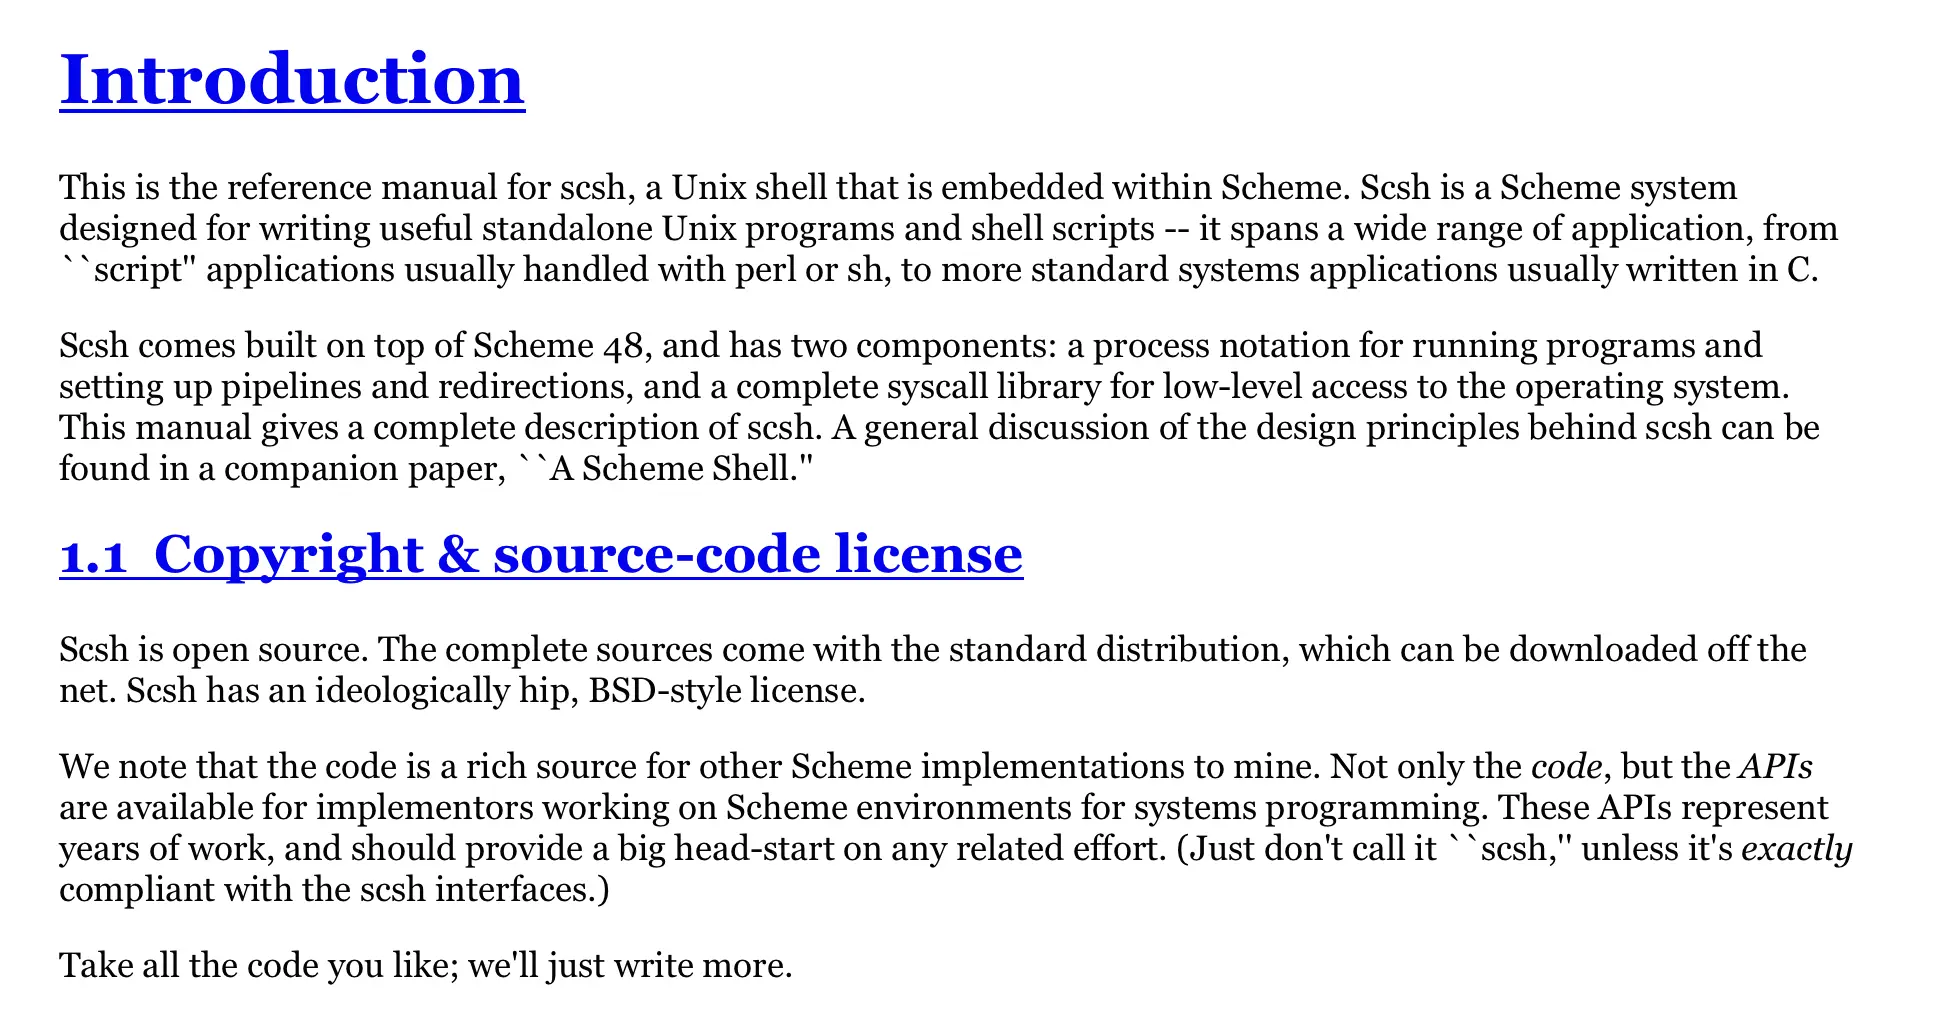 Introduction
This is the reference manual for scsh, a Unix shell that is embedded within Scheme. Scsh is a Scheme system
designed for writing useful standalone Unix programs and shell scripts -- it spans a wide range of application, from
``script'' applications usually handled with perl or sh, to more standard systems applications usually written in C.
Scsh comes built on top of Scheme 48, and has two components: a process notation for running programs and
setting up pipelines and redirections, and a complete syscall library for low-level access to the operating system.
This manual gives a complete description of scsh. A general discussion of the design principles behind scsh can be
found in a companion paper, ``A Scheme Shell.''
1.1  Copyright & source-code license
Scsh is open source. The complete sources come with the standard distribution, which can be downloaded off the
net. Scsh has an ideologically hip, BSD-style license.
We note that the code is a rich source for other Scheme implementations to mine. Not only the code, but the APIs
are available for implementors working on Scheme environments for systems programming. These APIs represent
years of work, and should provide a big head-start on any related effort. (Just don't call it ``scsh,'' unless it's exactly
compliant with the scsh interfaces.)
Take all the code you like; we'll just write more.